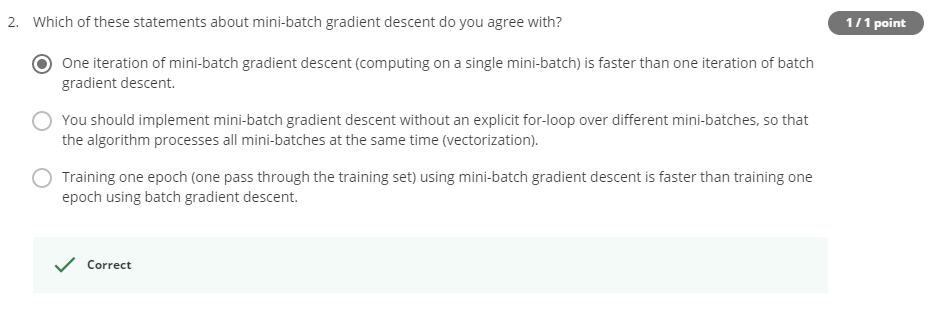 2. Which of these statements about mini-batch gradient descent do you agree with?
1 / 1 point
One iteration of mini-batch gradient descent (computing on a single mini-batch) is faster than one iteration of batch
gradient descent.
You should implement mini-batch gradient descent without an explicit for-loop over different mini-batches, so that
the algorithm processes all mini-batches at the same time (vectorization).
Training one epoch (one pass through the training set) using mini-batch gradient descent is faster than training one
epoch using batch gradient descent.
Correct